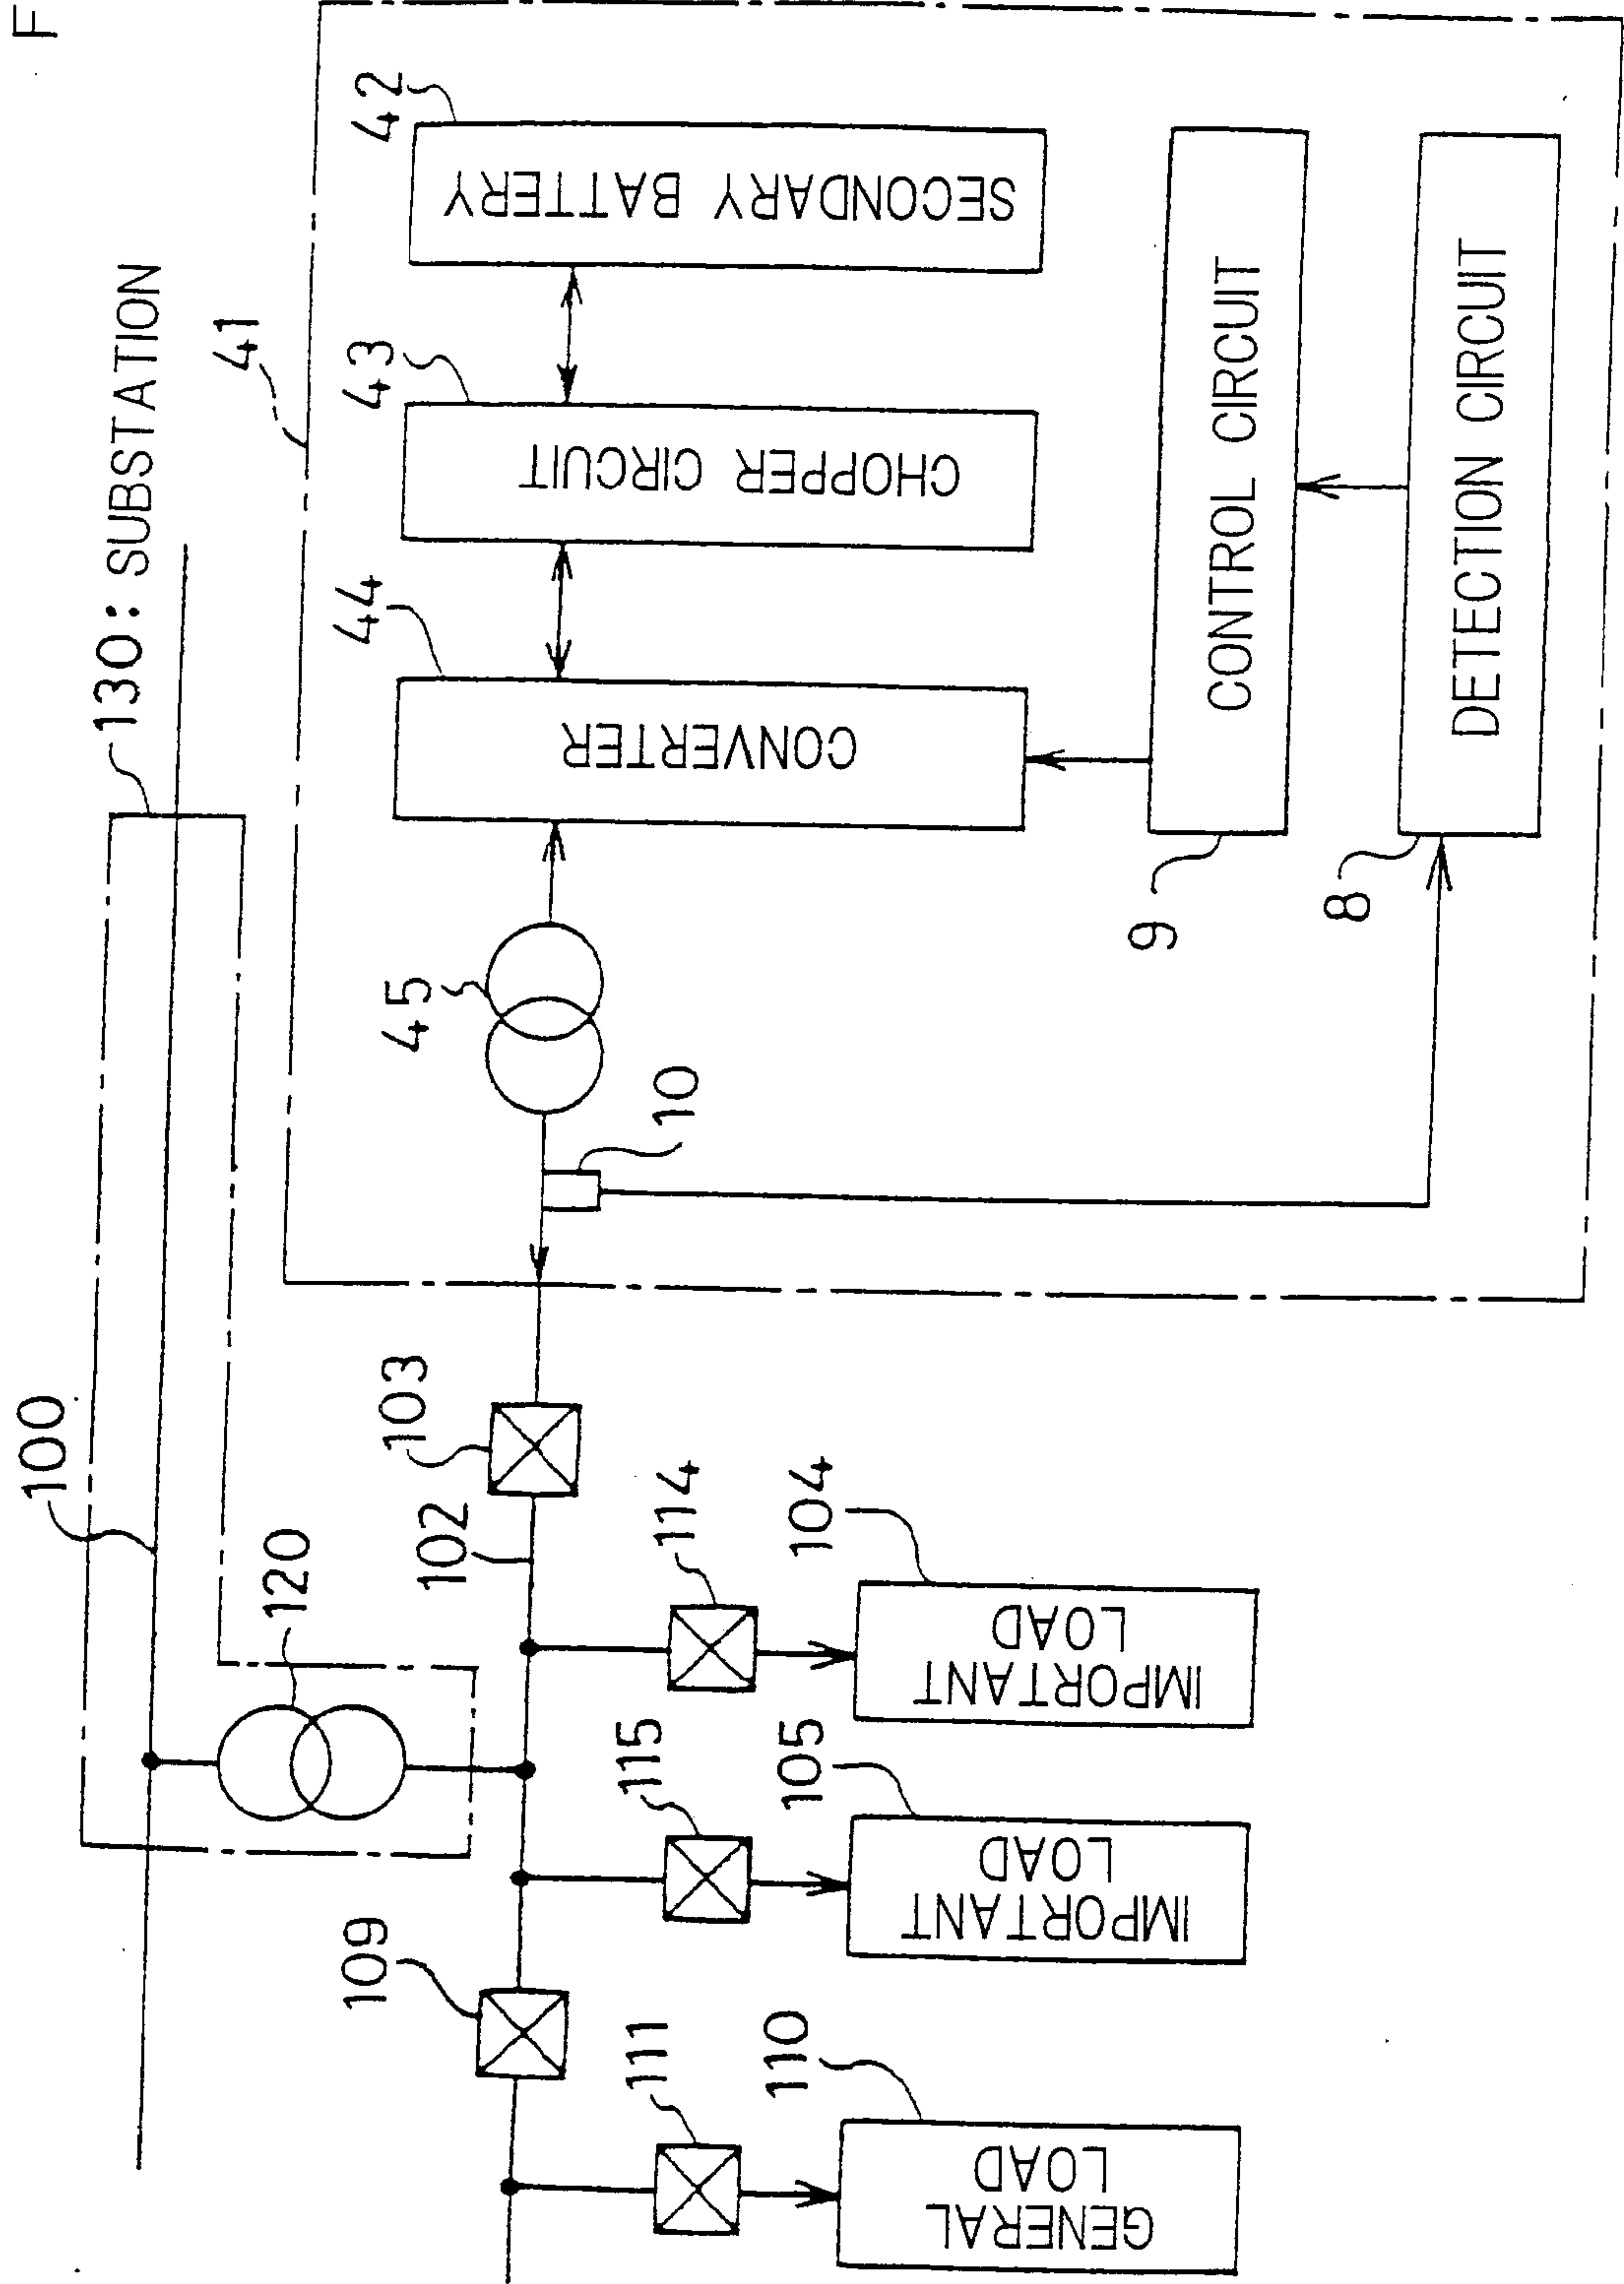 F
130: SUBSTATION
100
120
41
42
SECONDARY BATTERY
43
CHOPPER CIRCUIT
44
CONVERTER
45
10
CONTROL CIRCUIT
9
DETECTION CIRCUIT
8
103
102
109
114
115
111
104
IMPORTANT
LOAD
105
IMPORTANT
LOAD
110
GENERAL
LOAD